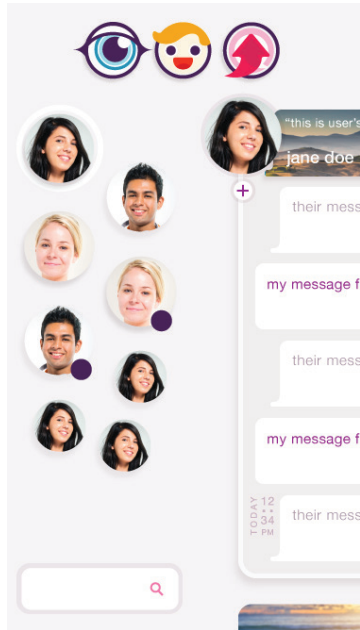 "this is user's
jane doe
their mess
my message f
their mess
my message f
TODAY
12
34
PM
their mess